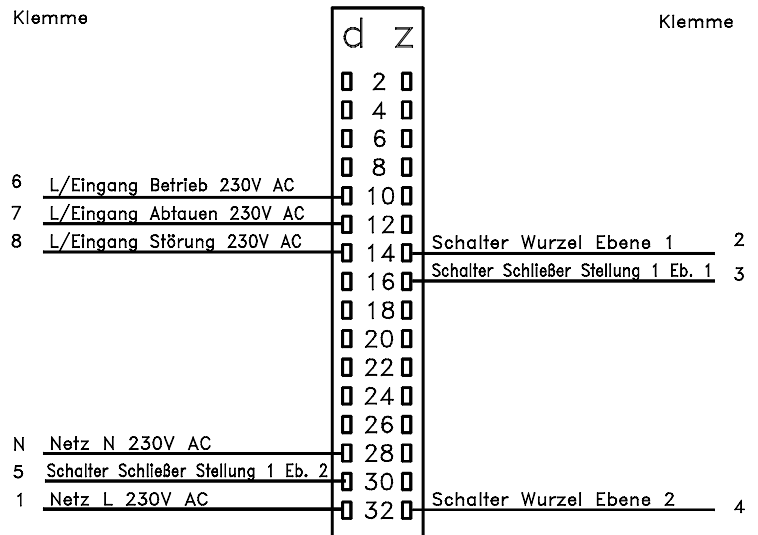 Klemme
Klemme
d z
2
4
6
8
6 L/Eingang Betrieb 230V AC 10
7 L/Eingang Abtauen 230V AC 12
8 L/Eingang Störung 230V AC 14 Schalter Wurzel Ebene 1 2
16 Schalter Schließer Stellung 1 Eb. 1 3
18
20
22
24
26
N Netz N 230V AC 28
5 Schalter Schließer Stellung 1 Eb. 2 30
1 Netz L 230V AC 32 Schalter Wurzel Ebene 2 4